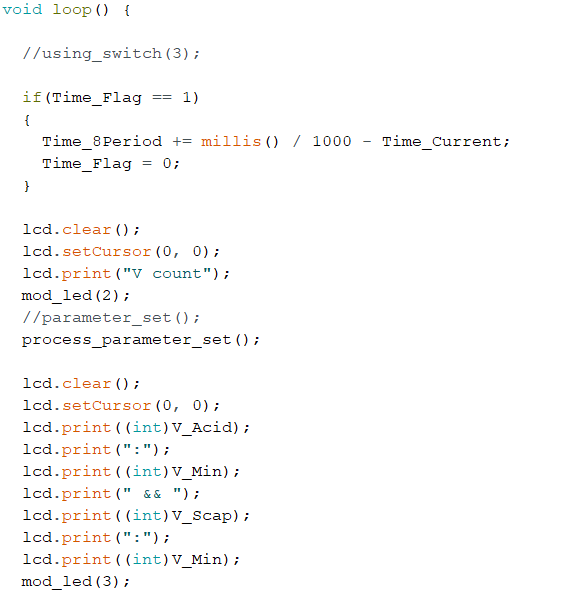 void loop() {
//using_switch(3);
if(Time_Flag == 1)
{
Time_8Period += millis() / 1000 - Time_Current;
Time_Flag = 0;
}
lcd.clear();
lcd.setCursor(0, 0);
lcd.print("V count");
mod_led(2);
//parameter_set();
process_parameter_set();
lcd.clear();
lcd.setCursor(0, 0);
lcd.print((int)V_Acid);
lcd.print(":");
lcd.print((int)V_Min);
lcd.print(" && ");
lcd.print((int)V_Scap);
lcd.print(":");
lcd.print((int)V_Min);
mod_led(3);